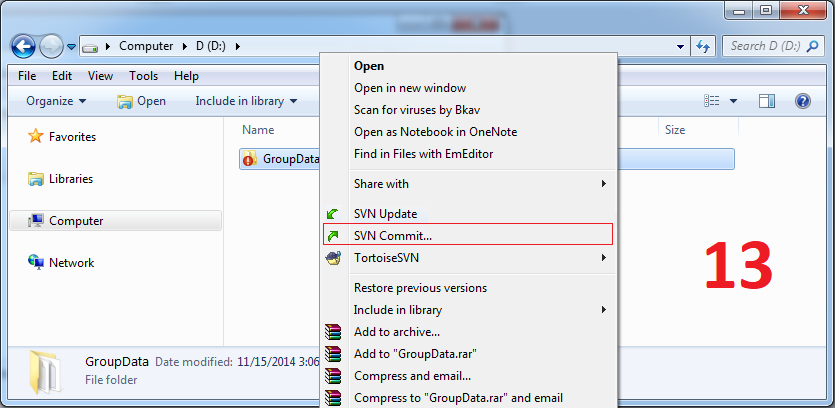 Computer ▸ D (D:) ▸
Search D (D:)
File Edit View Tools Help
Organize Open Include in library
Name Size
Favorites
Libraries
Computer
Network
GroupData
Open
Open in new window
Scan for viruses by Bkav
Open as Notebook in OneNote
Find in Files with EmEditor
Share with
SVN Update
SVN Commit...
TortoiseSVN
Restore previous versions
Include in library
Add to archive...
Add to "GroupData.rar"
Compress and email...
Compress to "GroupData.rar" and email
13
GroupData Date modified: 11/15/2014 3:06
File folder